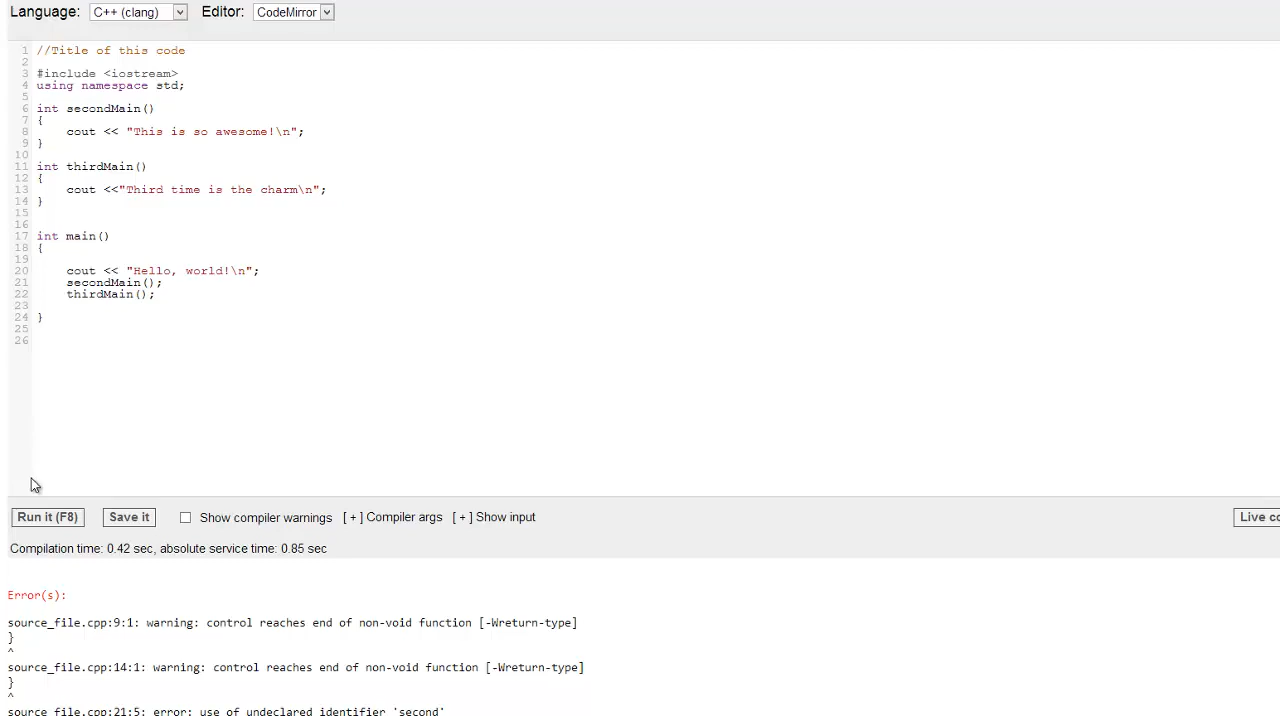 Language: C++ (clang) Editor: CodeMirror
1 //Title of this code
2
3 #include <iostream>
4 using namespace std;
5
6 int secondMain()
7 {
8 cout << "This is so awesome!\n";
9 }
10
11 int thirdMain()
12 {
13 cout <<"Third time is the charm\n";
14 }
15
16
17 int main()
18 {
19
20 cout << "Hello, world!\n";
21 secondMain();
22 thirdMain();
23
24 }
25
26
Run it (F8) Save it Show compiler warnings [ + ] Compiler args [ + ] Show input Live co
Compilation time: 0.42 sec, absolute service time: 0.85 sec
Error(s):
source_file.cpp:9:1: warning: control reaches end of non-void function [-Wreturn-type]
}
^
source_file.cpp:14:1: warning: control reaches end of non-void function [-Wreturn-type]
}
^
source_file.cpp:21:5: error: use of undeclared identifier 'second'